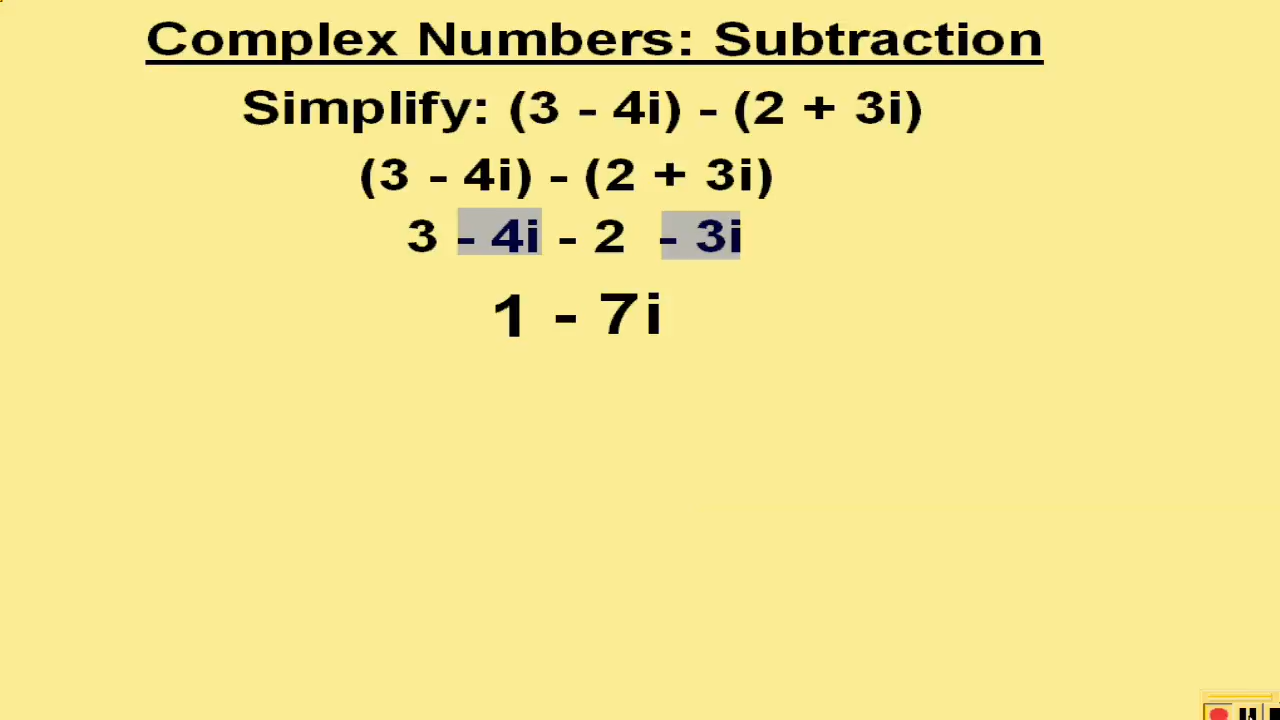 Complex Numbers: Subtraction
Simplify: (3 - 4i) - (2 + 3i)
(3 - 4i) - (2 + 3i)
3 - 4i - 2 - 3i
1 - 7i